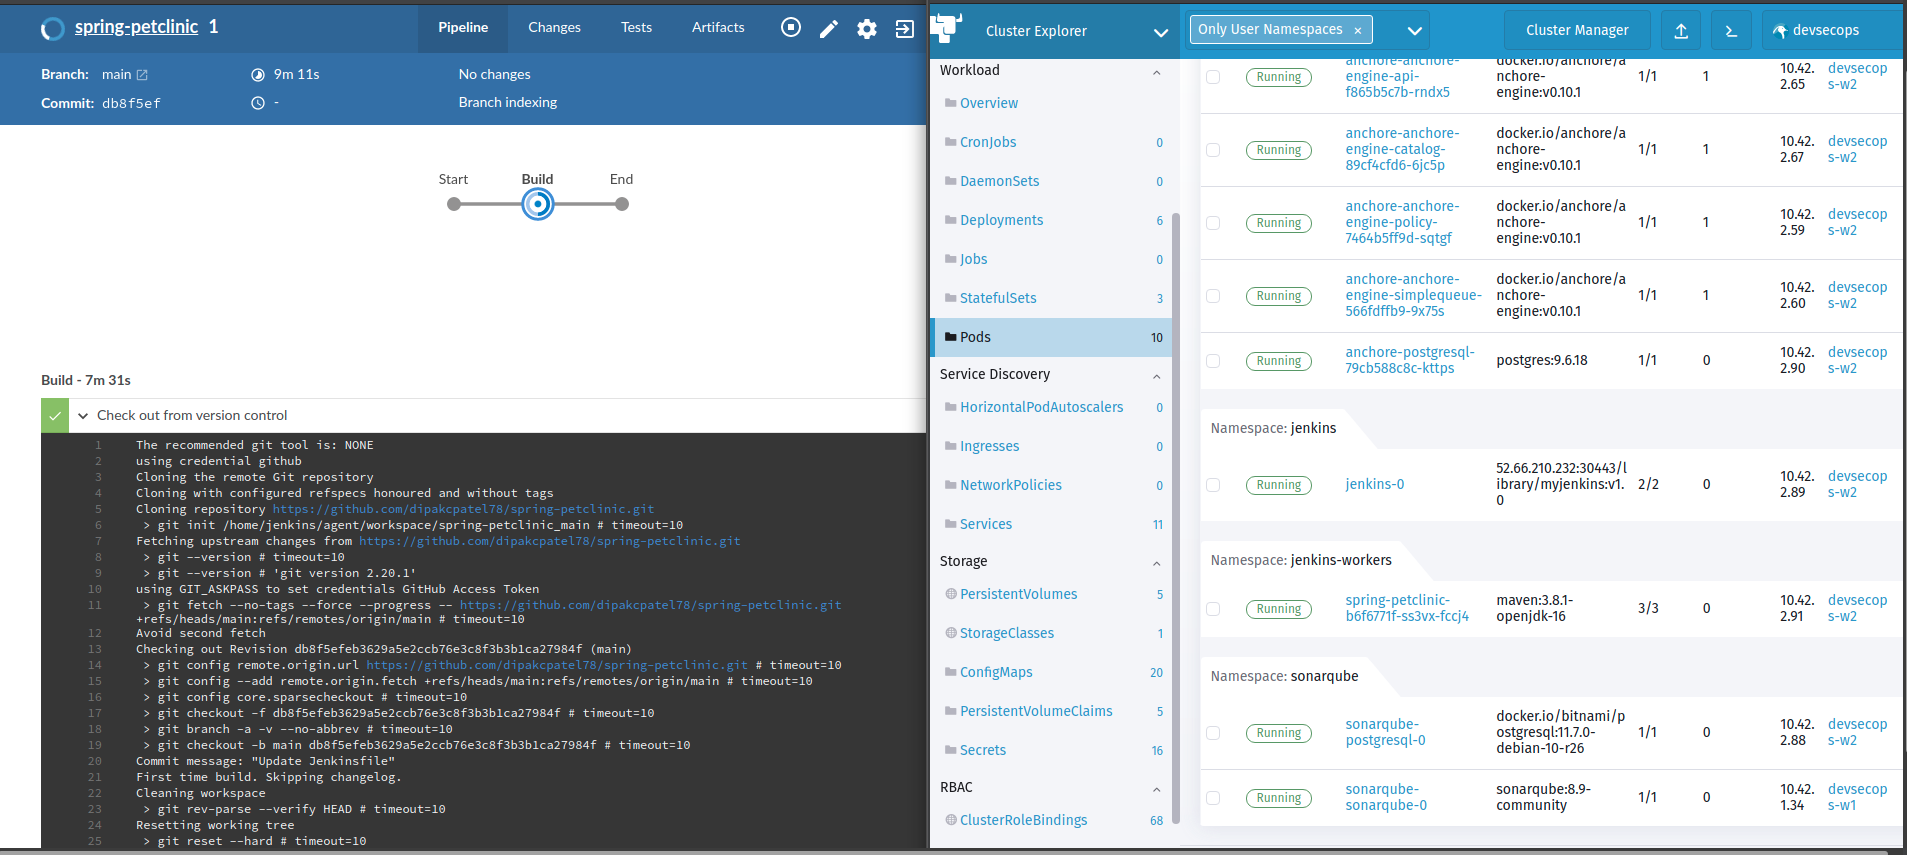 spring-petclinic 1
Pipeline
Changes
Tests
Artifacts
Branch: main
9m 11s
No changes
Commit: db8f5ef
-
Branch indexing
Start
Build
End
Build - 7m 31s
Check out from version control
1 The recommended git tool is: NONE
2 using credential github
3 Cloning the remote Git repository
4 Cloning with configured refspecs honoured and without tags
5 Cloning repository https://github.com/dipakcpatel78/spring-petclinic.git
6 > git init /home/jenkins/agent/workspace/spring-petclinic_main # timeout=10
7 Fetching upstream changes from https://github.com/dipakcpatel78/spring-petclinic.git
8 > git --version # timeout=10
9 > git --version # 'git version 2.20.1'
10 using GIT_ASKPASS to set credentials GitHub Access Token
11 > git fetch --no-tags --force --progress -- https://github.com/dipakcpatel78/spring-petclinic.git
+refs/heads/main:refs/remotes/origin/main # timeout=10
12 Avoid second fetch
13 Checking out Revision db8f5efeb3629a5e2ccb76e3c8f3b3b1ca27984f (main)
14 > git config remote.origin.url https://github.com/dipakcpatel78/spring-petclinic.git # timeout=10
15 > git config --add remote.origin.fetch +refs/heads/main:refs/remotes/origin/main # timeout=10
16 > git config core.sparsecheckout # timeout=10
17 > git checkout -f db8f5efeb3629a5e2ccb76e3c8f3b3b1ca27984f # timeout=10
18 > git branch -a -v --no-abbrev # timeout=10
19 > git checkout -b main db8f5efeb3629a5e2ccb76e3c8f3b3b1ca27984f # timeout=10
20 Commit message: "Update Jenkinsfile"
21 First time build. Skipping changelog.
22 Cleaning workspace
23 > git rev-parse --verify HEAD # timeout=10
24 Resetting working tree
25 > git reset --hard # timeout=10
Cluster Explorer
Only User Namespaces ×
Cluster Manager
devsecops
Workload
Overview
CronJobs 0
DaemonSets 0
Deployments 6
Jobs 0
StatefulSets 3
Pods 10
Service Discovery
HorizontalPodAutoscalers 0
Ingresses 0
NetworkPolicies 0
Services 11
Storage
PersistentVolumes 5
StorageClasses 1
ConfigMaps 20
PersistentVolumeClaims 5
Secrets 16
RBAC
ClusterRoleBindings 68
Running
anchore-anchore-
engine-api-
f865b5c7b-rndx5
docker.io/anchore/a
nchore-
engine:v0.10.1
1/1
1
10.42.
2.65
devsecop
s-w2
Running
anchore-anchore-
engine-catalog-
89cf4cfd6-6jc5p
docker.io/anchore/a
nchore-
engine:v0.10.1
1/1
1
10.42.
2.67
devsecop
s-w2
Running
anchore-anchore-
engine-policy-
7464b5ff9d-sqtgf
docker.io/anchore/a
nchore-
engine:v0.10.1
1/1
1
10.42.
2.59
devsecop
s-w2
Running
anchore-anchore-
engine-simplequeue-
566fdffb9-9x75s
docker.io/anchore/a
nchore-
engine:v0.10.1
1/1
1
10.42.
2.60
devsecop
s-w2
Running
anchore-postgresql-
79cb588c8c-kttps
postgres:9.6.18
1/1
0
10.42.
2.90
devsecop
s-w2
Namespace: jenkins
Running
jenkins-0
52.66.210.232:30443/l
ibrary/myjenkins:v1.
0
2/2
0
10.42.
2.89
devsecop
s-w2
Namespace: jenkins-workers
Running
spring-petclinic-
b6f6771f-ss3vx-fccj4
maven:3.8.1-
openjdk-16
3/3
0
10.42.
2.91
devsecop
s-w2
Namespace: sonarqube
Running
sonarqube-
postgresql-0
docker.io/bitnami/p
ostgresql:11.7.0-
debian-10-r26
1/1
0
10.42.
2.88
devsecop
s-w2
Running
sonarqube-
sonarqube-0
sonarqube:8.9-
community
1/1
0
10.42.
1.34
devsecop
s-w1